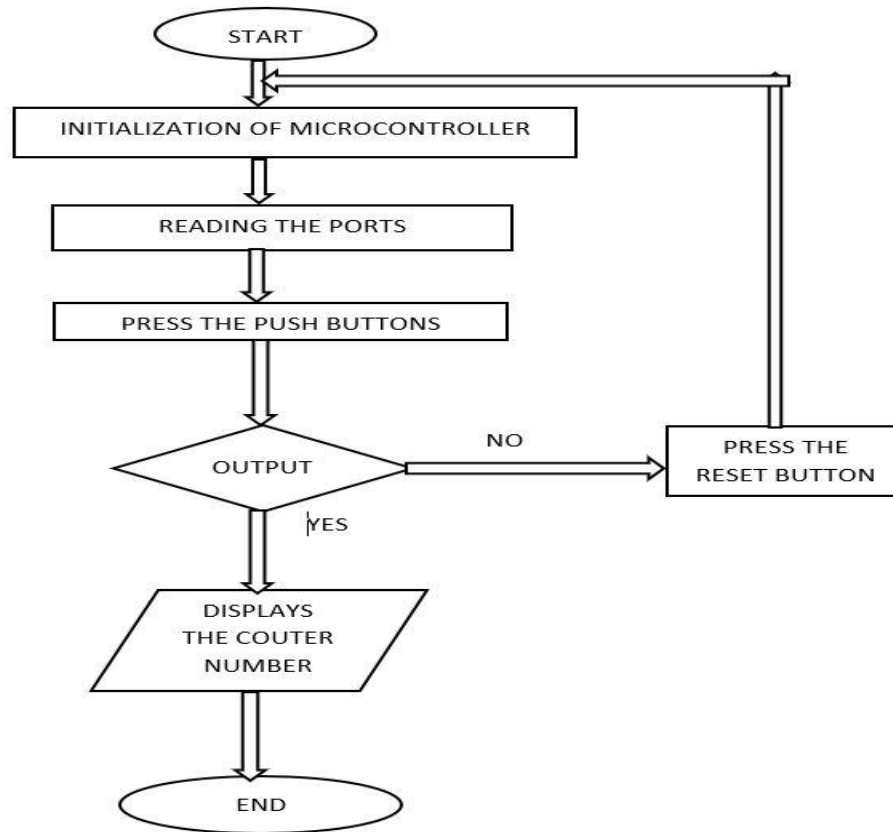 START
INITIALIZATION OF MICROCONTROLLER
READING THE PORTS
PRESS THE PUSH BUTTONS
OUTPUT
NO
PRESS THE
RESET BUTTON
YES
DISPLAYS
THE COUTER
NUMBER
END